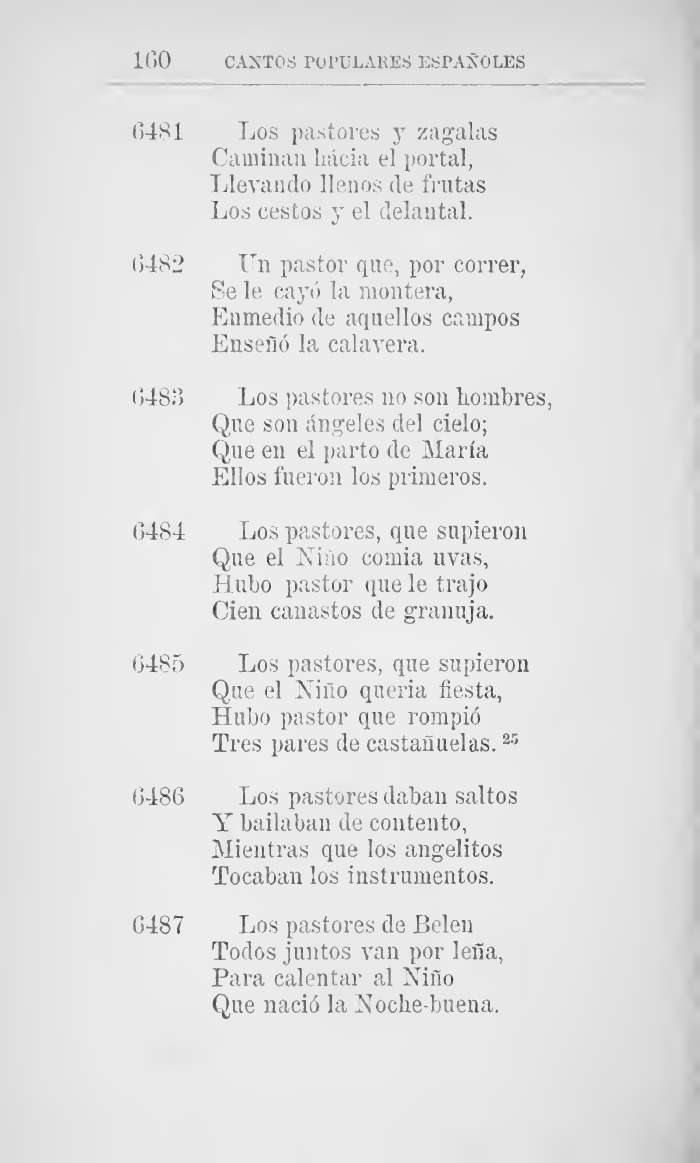 160 CANTOS POPULARES ESPAÑOLES
6481 Los pastores y zagalas
Caminan hácia el portal,
Llevando llenos de frutas
Los cestos y el delantal.
6482 Un pastor que, por correr,
Se le cayó la montera,
Enmedio de aquellos campos
Enseñó la calavera.
6483 Los pastores no son hombres,
Que son ángeles del cielo;
Que en el parto de María
Ellos fueron los primeros.
6484 Los pastores, que supieron
Que el Niño comia uvas,
Hubo pastor que le trajo
Cien canastos de granuja.
6485 Los pastores, que supieron
Que el Niño queria fiesta,
Hubo pastor que rompió
Tres pares de castañuelas. 25
6486 Los pastores daban saltos
Y bailaban de contento,
Mientras que los angelitos
Tocaban los instrumentos.
6487 Los pastores de Belen
Todos juntos van por leña,
Para calentar al Niño
Que nació la Noche-buena.